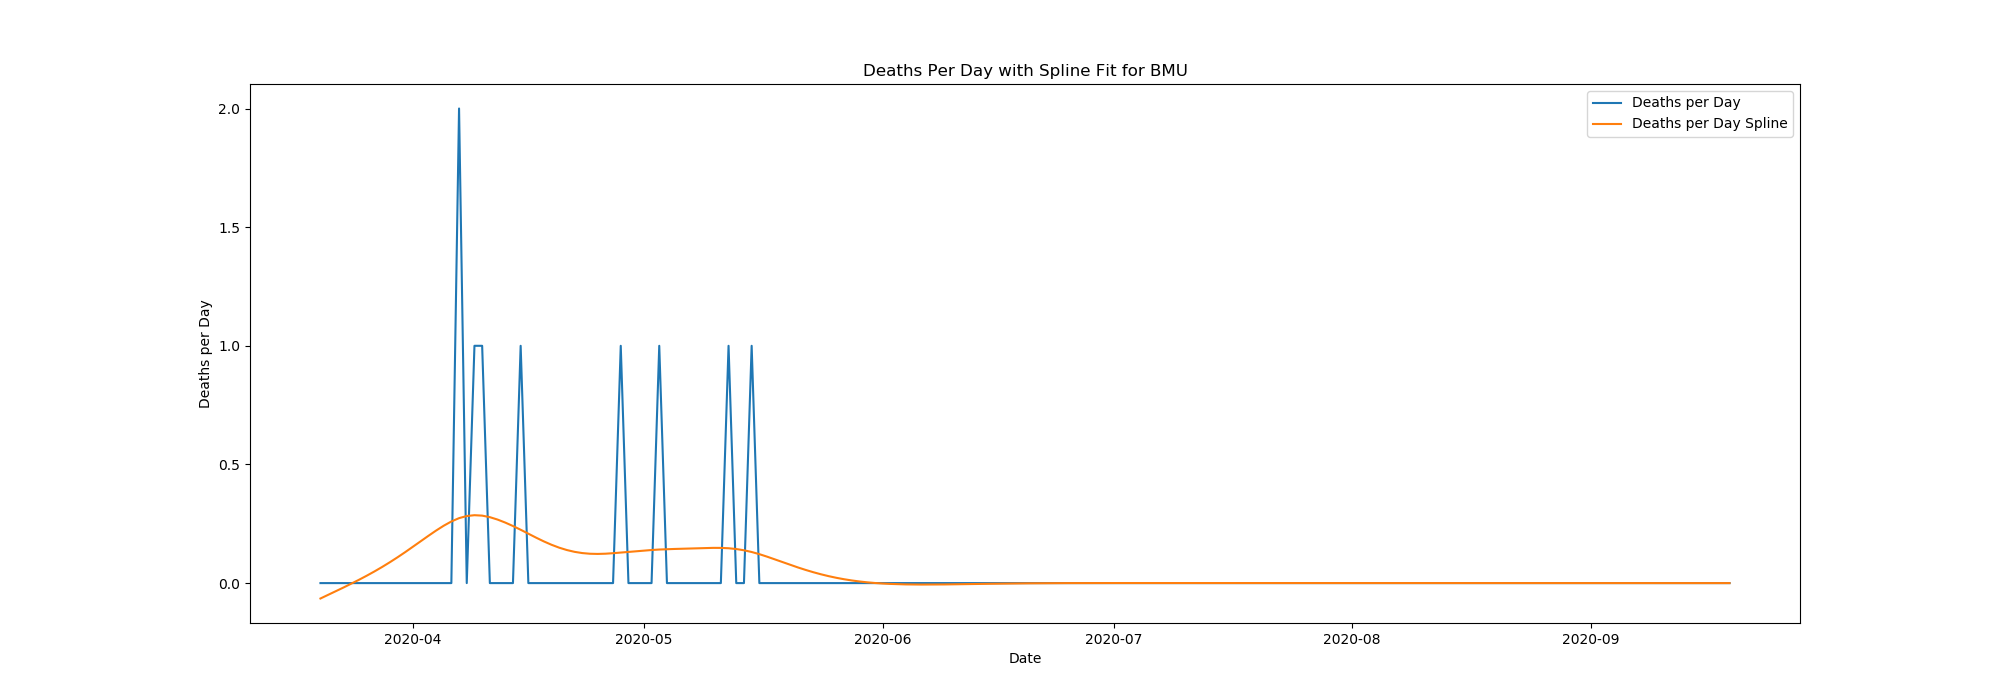 Deaths Per Day with Spline Fit for BMU
Deaths per Day
Deaths per Day Spline
2.0
1.5
1.0
0.5
0.0
Deaths per Day
2020-04
2020-05
2020-06
2020-07
2020-08
2020-09
Date